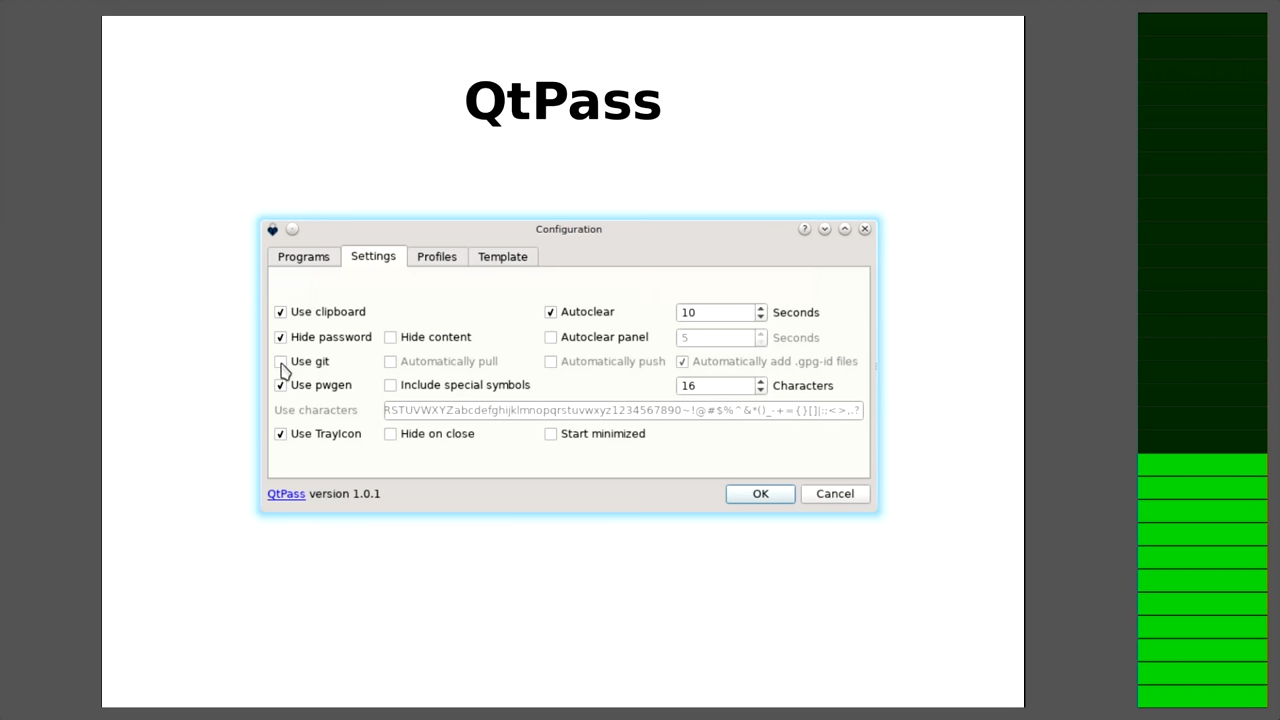 QtPass
Configuration
Programs Settings Profiles Template
Use clipboard Autoclear 10 Seconds
Hide password Hide content Autoclear panel 5 Seconds
Use git Automatically pull Automatically push Automatically add .gpg-id files
Use pwgen Include special symbols 16 Characters
Use characters RSTUVWXYZabcdefghijklmnopqrstuvwxyz1234567890~!@#$%^&*()_-+={}[]|:;<>,.?
Use TrayIcon Hide on close Start minimized
QtPass version 1.0.1 OK Cancel